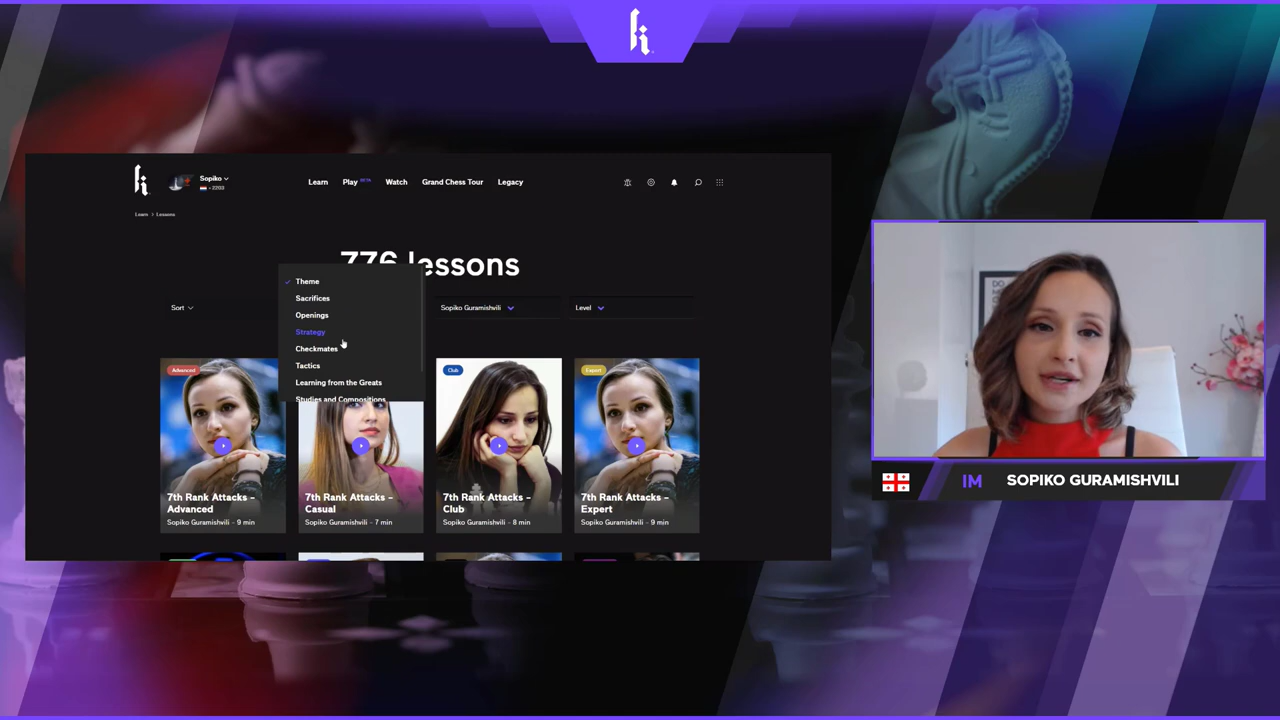 Sopiko
2203
Learn
Play BETA
Watch
Grand Chess Tour
Legacy
Learn > Lessons
776 lessons
Sort
Theme
Sacrifices
Openings
Strategy
Checkmates
Tactics
Learning from the Greats
Studies and Compositions
Sopiko Guramishvili
Level
Advanced
7th Rank Attacks –
Advanced
Sopiko Guramishvili – 9 min
7th Rank Attacks –
Casual
Sopiko Guramishvili – 7 min
Club
7th Rank Attacks –
Club
Sopiko Guramishvili – 8 min
Expert
7th Rank Attacks –
Expert
Sopiko Guramishvili – 9 min
IM
SOPIKO GURAMISHVILI